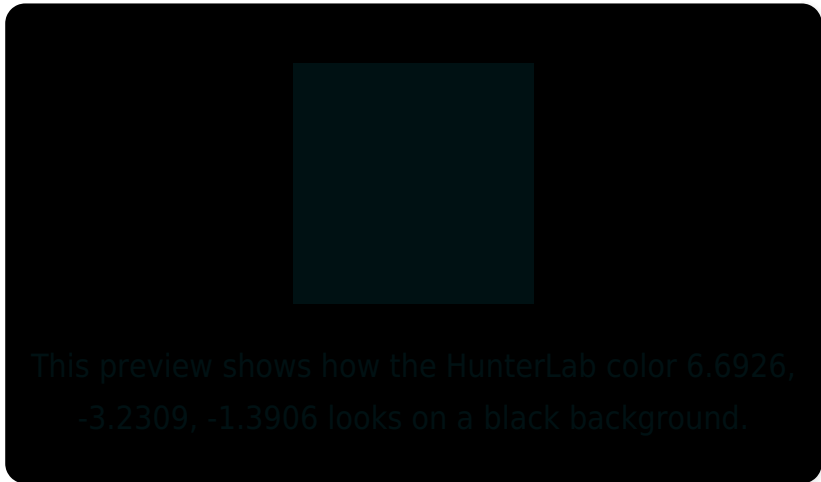 This preview shows how the HunterLab color 6.6926,
-3.2309, -1.3906 looks on a black background.